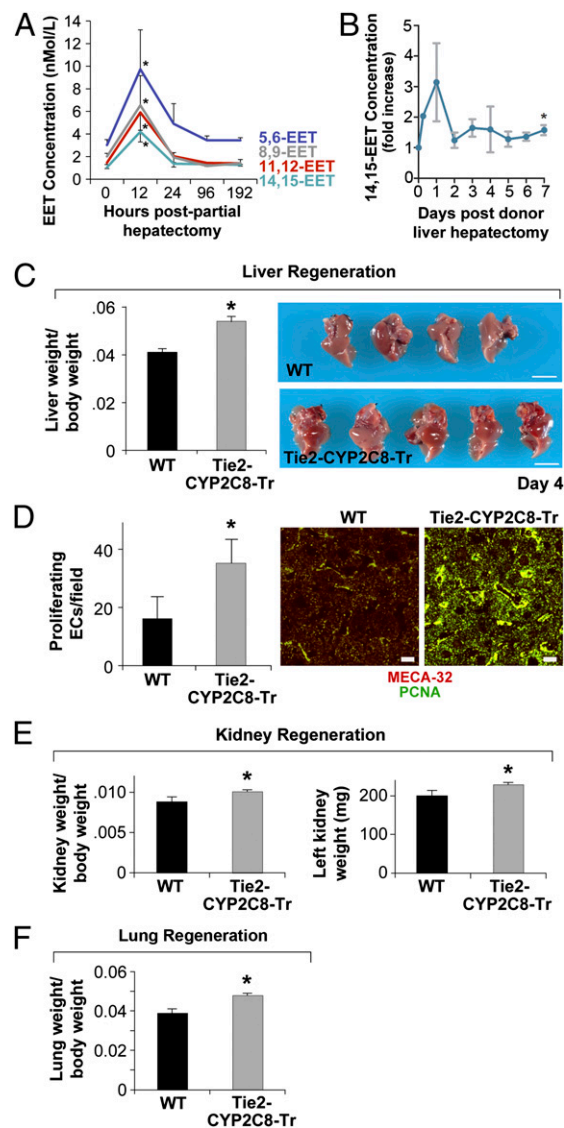 A
EET Concentration (nMol/L)
14
12
10
8
6
4
2
0
*
*
*
*
5,6-EET
8,9-EET
11,12-EET
14,15-EET
0 12 24 96 192
Hours post-partial
hepatectomy
B
14,15-EET Concentration
(fold increase)
5
4
3
2
1
0
*
0 1 2 3 4 5 6 7
Days post donor
liver hepatectomy
C
Liver Regeneration
Liver weight/
body weight
.06
.04
.02
0
*
WT
Tie2-
CYP2C8-Tr
WT
Tie2-CYP2C8-Tr
Day 4
D
Proliferating
ECs/field
40
20
0
*
WT
Tie2-
CYP2C8-Tr
WT
Tie2-CYP2C8-Tr
MECA-32
PCNA
E
Kidney Regeneration
Kidney weight/
body weight
.010
.005
0
*
WT
Tie2-
CYP2C8-Tr
Left kidney
weight (mg)
200
100
0
*
WT
Tie2-
CYP2C8-Tr
F
Lung Regeneration
Lung weight/
body weight
0.06
0.04
0.02
0
*
WT
Tie2-
CYP2C8-Tr